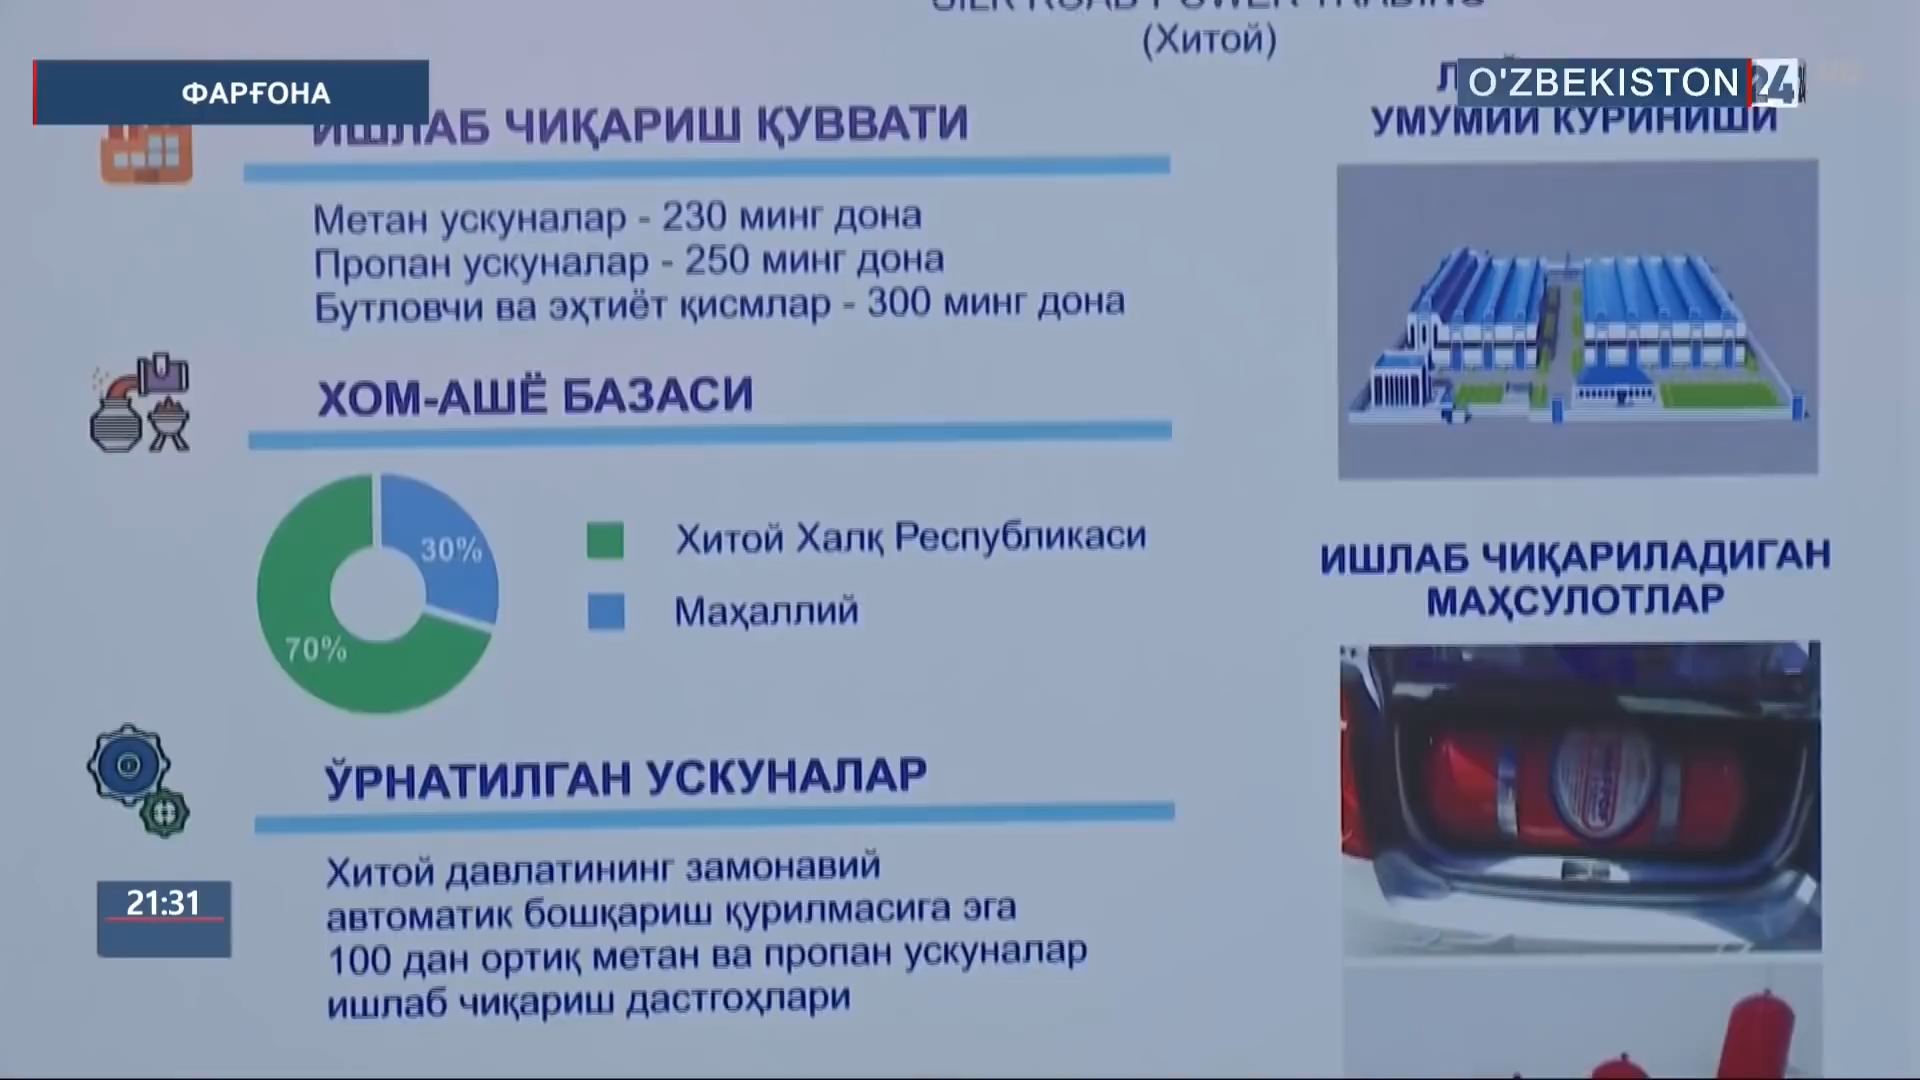 (Хитой)
ФАРҒОНА
O'ZBEKISTON 24
ИШЛАБ ЧИҚАРИШ ҚУВВАТИ
Метан ускуналар - 230 минг дона
Пропан ускуналар - 250 минг дона
Бутловчи ва эҳтиёт қисмлар - 300 минг дона
ХОМ-АШЁ БАЗАСИ
30%
70%
Хитой Халқ Республикаси
Маҳаллий
ЎРНАТИЛГАН УСКУНАЛАР
Хитой давлатининг замонавий
автоматик бошқариш қурилмасига эга
100 дан ортиқ метан ва пропан ускуналар
ишлаб чиқариш дастгоҳлари
21:31
УМУМИЙ КУРИНИШИ
ИШЛАБ ЧИҚАРИЛАДИГАН
МАҲСУЛОТЛАР